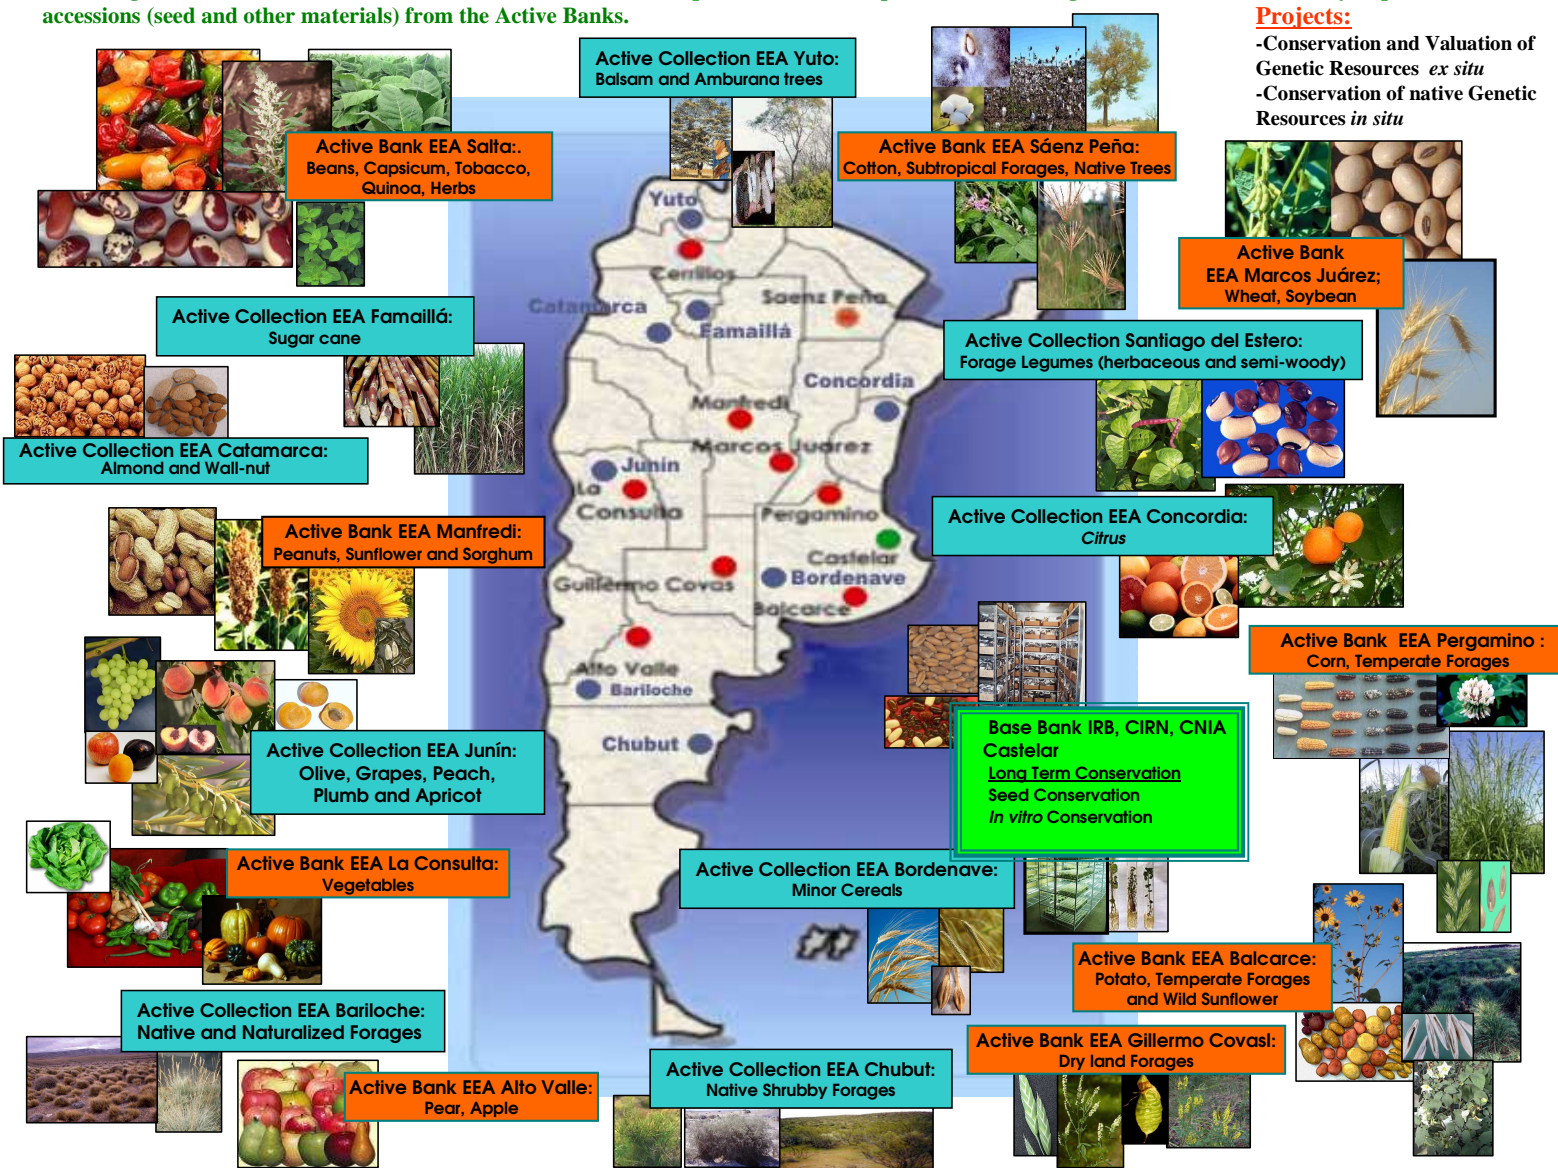 accessions (seed and other materials) from the Active Banks.
Projects:
-Conservation and Valuation of
Genetic Resources ex situ
-Conservation of native Genetic
Resources in situ
Active Collection EEA Yuto:
Balsam and Amburana trees
Active Bank EEA Salta:.
Beans, Capsicum, Tobacco,
Quinoa, Herbs
Active Bank EEA Sáenz Peña:
Cotton, Subtropical Forages, Native Trees
Active Bank
EEA Marcos Juárez;
Wheat, Soybean
Active Collection EEA Famaillá:
Sugar cane
Active Collection Santiago del Estero:
Forage Legumes (herbaceous and semi-woody)
Active Collection EEA Catamarca:
Almond and Wall-nut
Active Bank EEA Manfredi:
Peanuts, Sunflower and Sorghum
Active Collection EEA Concordia:
Citrus
Active Bank EEA Pergamino :
Corn, Temperate Forages
Active Collection EEA Junín:
Olive, Grapes, Peach,
Plumb and Apricot
Base Bank IRB, CIRN, CNIA
Castelar
Long Term Conservation
Seed Conservation
In vitro Conservation
Active Bank EEA La Consulta:
Vegetables
Active Collection EEA Bordenave:
Minor Cereals
Active Bank EEA Balcarce:
Potato, Temperate Forages
and Wild Sunflower
Active Collection EEA Bariloche:
Native and Naturalized Forages
Active Bank EEA Gillermo Covasl:
Dry land Forages
Active Bank EEA Alto Valle:
Pear, Apple
Active Collection EEA Chubut:
Native Shrubby Forages
Yuto
Cerrillos
Catamarca
Saenz Peña
Famaillá
Concordia
Manfredi
Marcos Juárez
Junín
La
Consulta
Pergamino
Castelar
Guillermo Covas
Bordenave
Balcarce
Alto Valle
Bariloche
Chubut